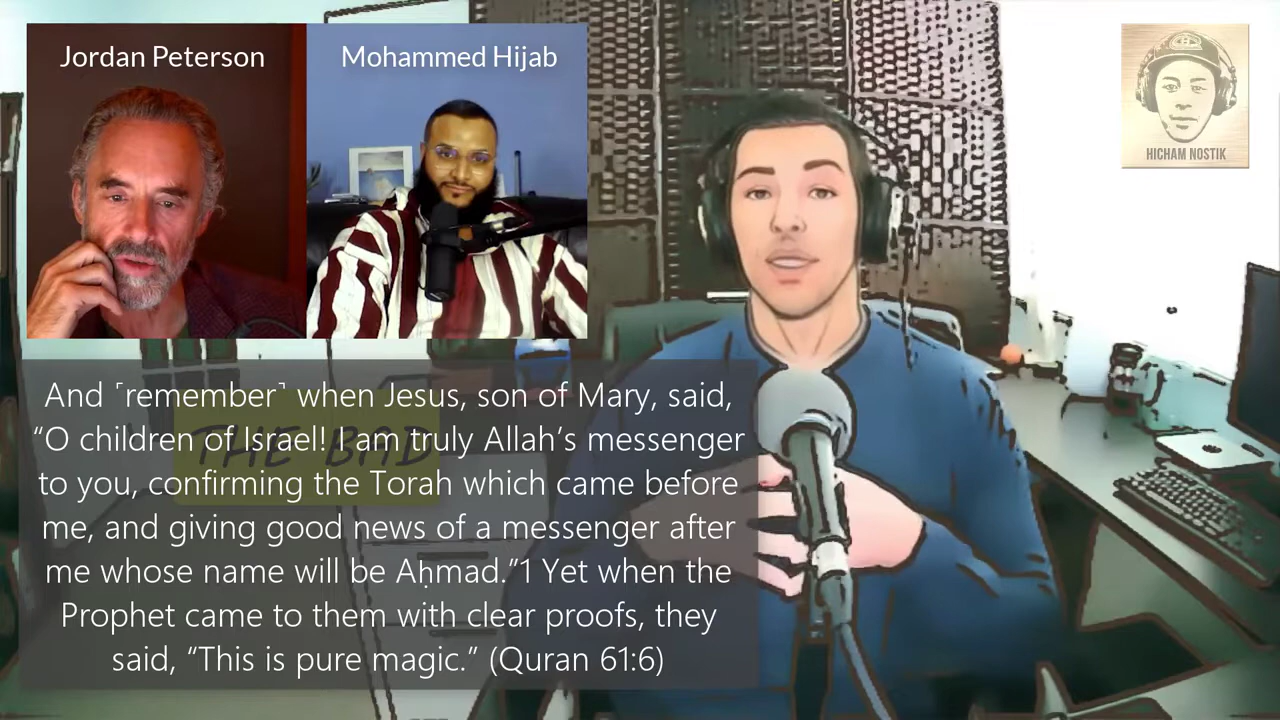 Jordan Peterson
Mohammed Hijab
HICHAM NOSTIK
And ˹remember˺ when Jesus, son of Mary, said,
“O children of Israel! I am truly Allah’s messenger
to you, confirming the Torah which came before
me, and giving good news of a messenger after
me whose name will be Aḥmad.”1 Yet when the
Prophet came to them with clear proofs, they
said, “This is pure magic.” (Quran 61:6)
THE BAD